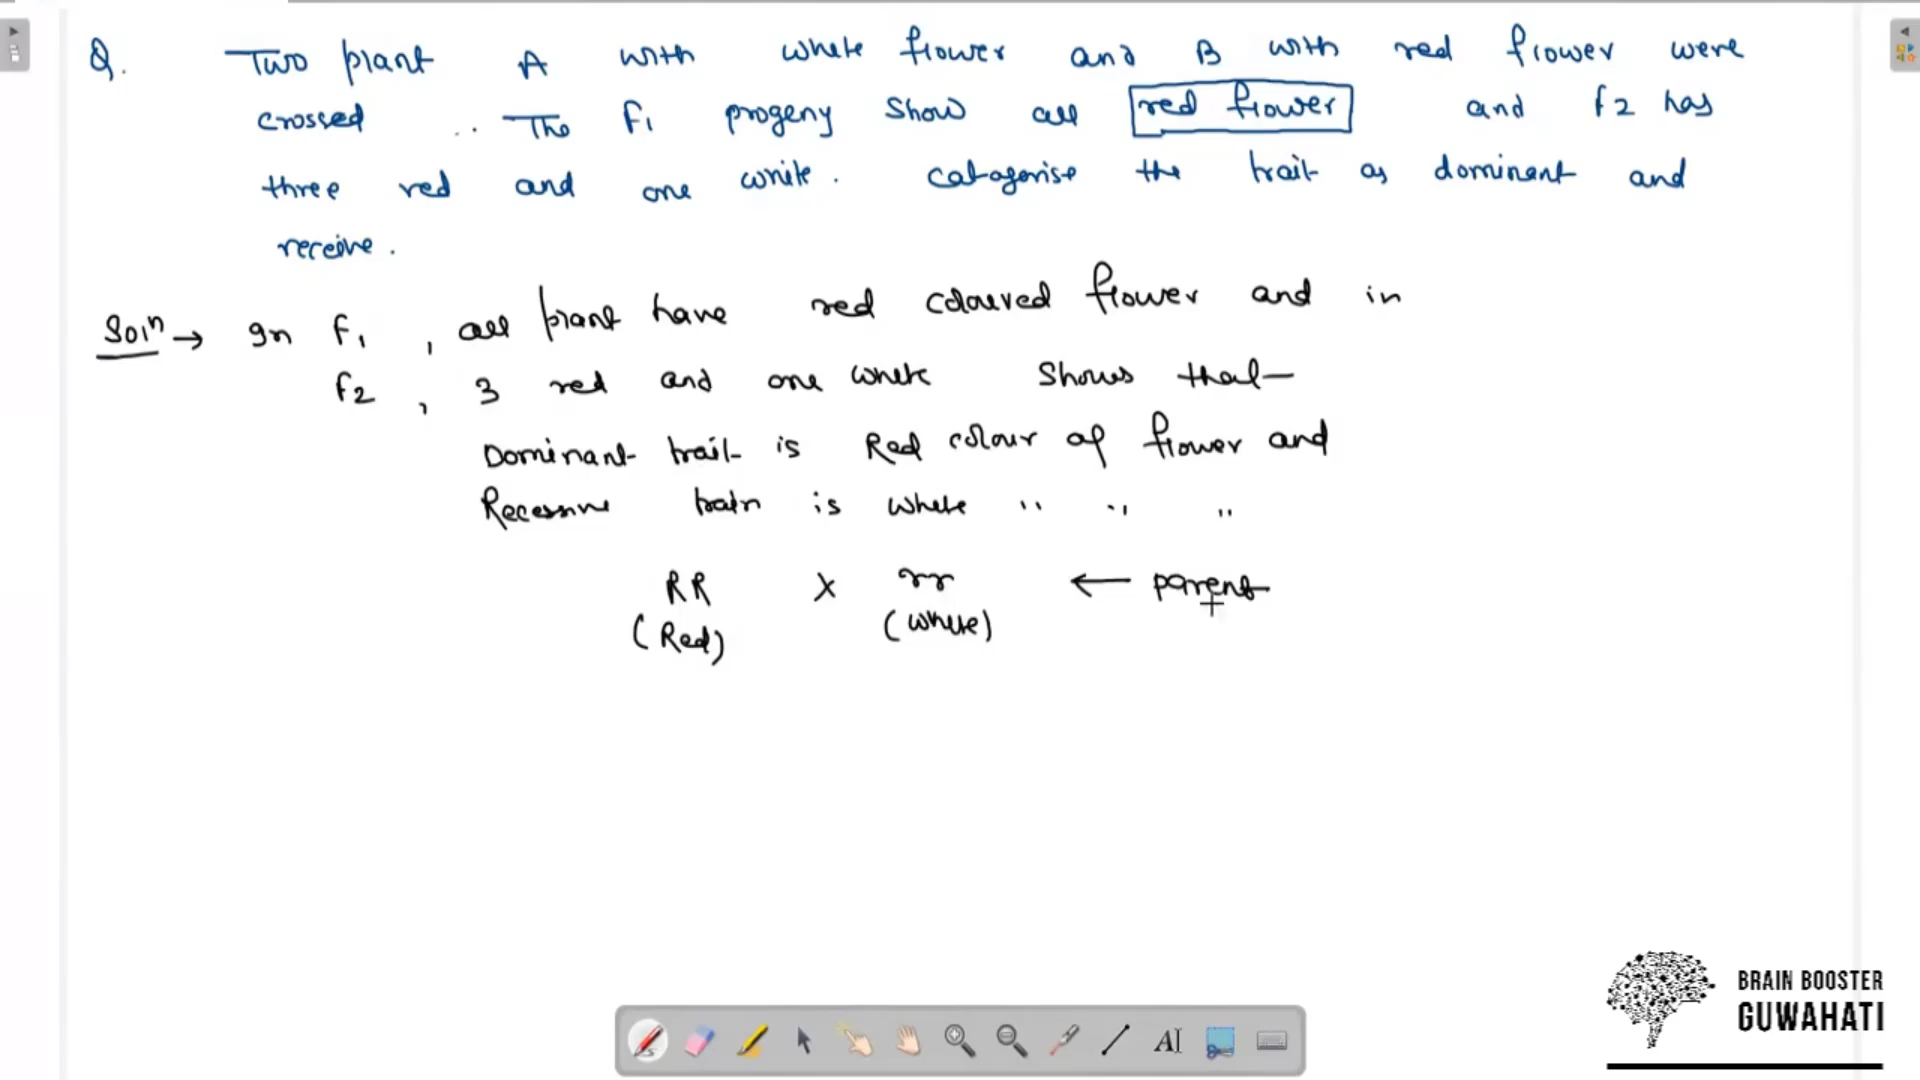 Q. Two plant A with white flower and B with red flower were
crossed .. The F1 progeny show all red flower and F2 has
three red and one white. Catagorise the trait as dominant and
receive.
Solⁿ → In F1, all plant have red coloured flower and in
F2, 3 red and one white shows that
Dominant trait is Red colour of flower and
Recessive is white " " "
RR X rr ← parent
(Red) (white)
AI
BRAIN BOOSTER
GUWAHATI